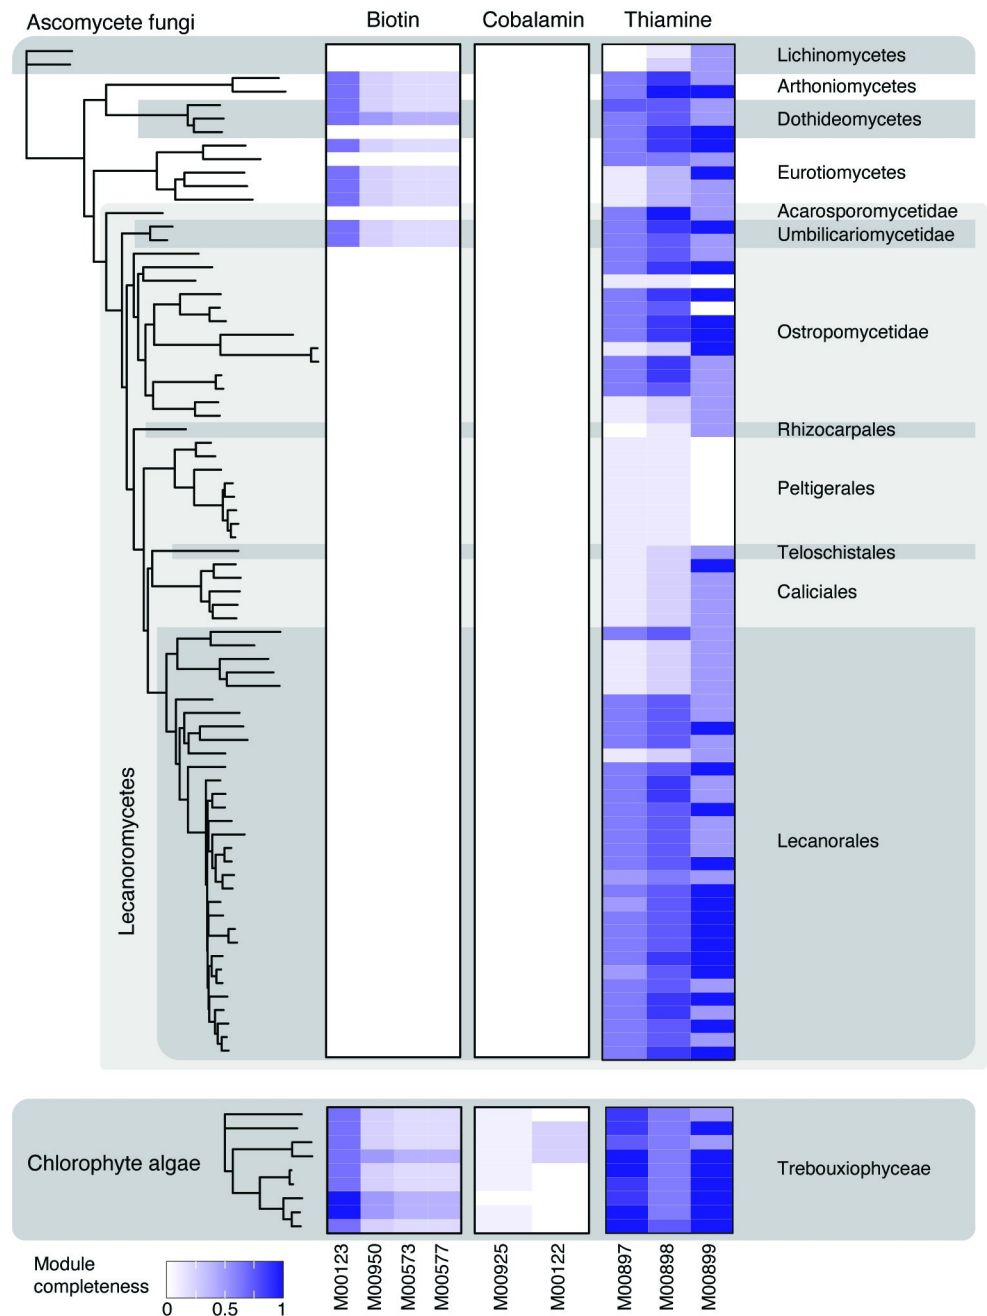 Ascomycete fungi
Biotin
Cobalamin
Thiamine
Lichinomycetes
Arthoniomycetes
Dothideomycetes
Eurotiomycetes
Acarosporomycetidae
Umbilicariomycetidae
Ostropomycetidae
Rhizocarpales
Peltigerales
Teloschistales
Caliciales
Lecanorales
Lecanoromycetes
Chlorophyte algae
Trebouxiophyceae
M00123
M00950
M00573
M00577
M00925
M00122
M00897
M00898
M00899
Module
completeness
0 0.5 1